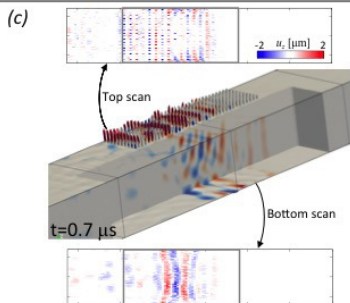 (c)
u_z [µm]
-2 2
Top scan
Bottom scan
t=0.7 µs